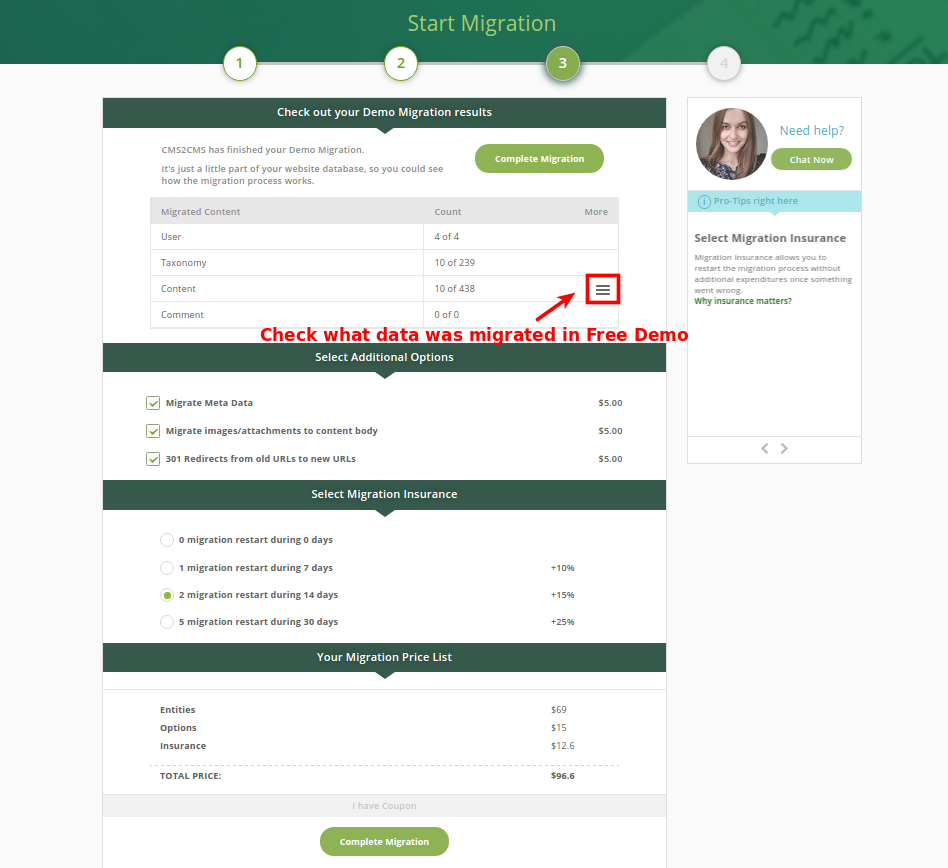 Start Migration
1 2 3 4
Check out your Demo Migration results
CMS2CMS has finished your Demo Migration.
It's just a little part of your website database, so you could see
how the migration process works.
Complete Migration
Migrated Content Count More
User 4 of 4
Taxonomy 10 of 239
Content 10 of 438
Comment 0 of 0
Check what data was migrated in Free Demo
Select Additional Options
Migrate Meta Data $5.00
Migrate images/attachments to content body $5.00
301 Redirects from old URLs to new URLs $5.00
Select Migration Insurance
0 migration restart during 0 days
1 migration restart during 7 days +10%
2 migration restart during 14 days +15%
5 migration restart during 30 days +25%
Your Migration Price List
Entities $69
Options $15
Insurance $12.6
TOTAL PRICE: $96.6
I have Coupon
Complete Migration
Need help?
Chat Now
i Pro-Tips right here
Select Migration Insurance
Migration Insurance allows you to
restart the migration process without
additional expenditures once something
went wrong.
Why insurance matters?